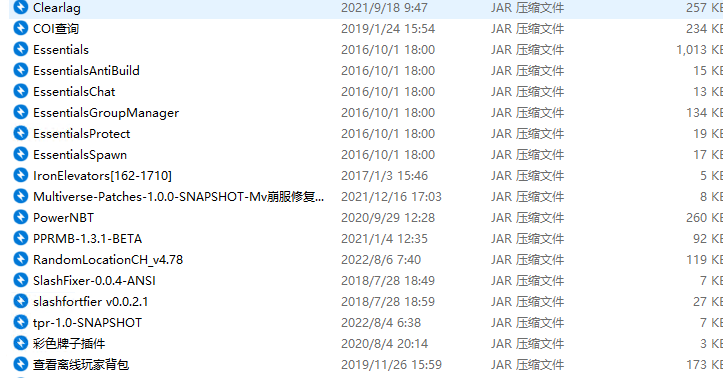 Clearlag 2021/9/18 9:47 JAR 压缩文件 257 KB
COI查询 2019/1/24 15:54 JAR 压缩文件 234 KB
Essentials 2016/10/1 18:00 JAR 压缩文件 1,013 KB
EssentialsAntiBuild 2016/10/1 18:00 JAR 压缩文件 15 KB
EssentialsChat 2016/10/1 18:00 JAR 压缩文件 13 KB
EssentialsGroupManager 2016/10/1 18:00 JAR 压缩文件 134 KB
EssentialsProtect 2016/10/1 18:00 JAR 压缩文件 19 KB
EssentialsSpawn 2016/10/1 18:00 JAR 压缩文件 17 KB
IronElevators[162-1710] 2017/1/3 15:46 JAR 压缩文件 5 KB
Multiverse-Patches-1.0.0-SNAPSHOT-Mv崩服修复... 2021/12/16 17:03 JAR 压缩文件 8 KB
PowerNBT 2020/9/29 12:28 JAR 压缩文件 260 KB
PPRMB-1.3.1-BETA 2021/1/4 12:35 JAR 压缩文件 92 KB
RandomLocationCH_v4.78 2022/8/6 7:40 JAR 压缩文件 119 KB
SlashFixer-0.0.4-ANSI 2018/7/28 18:49 JAR 压缩文件 7 KB
slashfortfier v0.0.2.1 2018/7/28 18:59 JAR 压缩文件 27 KB
tpr-1.0-SNAPSHOT 2022/8/4 6:38 JAR 压缩文件 7 KB
彩色牌子插件 2020/8/4 20:14 JAR 压缩文件 3 KB
查看离线玩家背包 2019/11/26 15:59 JAR 压缩文件 173 KB